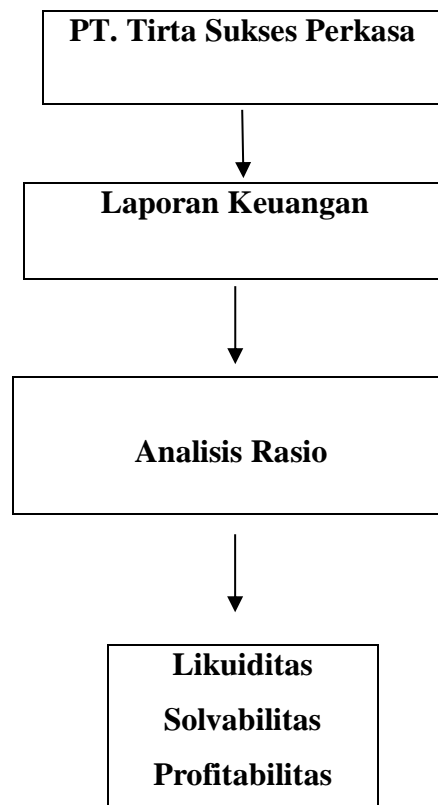 PT. Tirta Sukses Perkasa
Laporan Keuangan
Analisis Rasio
Likuiditas
Solvabilitas
Profitabilitas